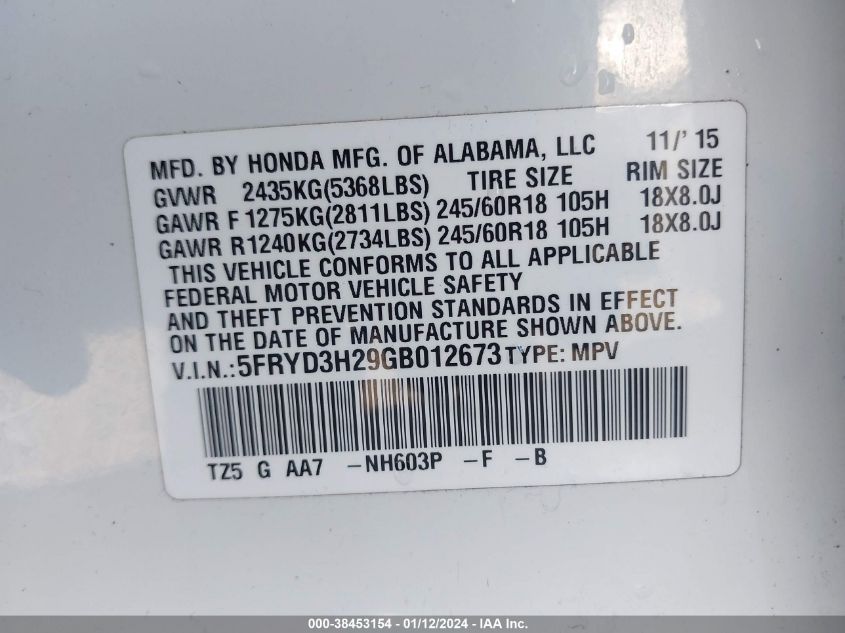 MFD. BY HONDA MFG. OF ALABAMA, LLC 11/' 15
GVWR 2435KG(5368LBS) TIRE SIZE RIM SIZE
GAWR F 1275KG(2811LBS) 245/60R18 105H 18X8.0J
GAWR R1240KG(2734LBS) 245/60R18 105H 18X8.0J
THIS VEHICLE CONFORMS TO ALL APPLICABLE
FEDERAL MOTOR VEHICLE SAFETY
AND THEFT PREVENTION STANDARDS IN EFFECT
ON THE DATE OF MANUFACTURE SHOWN ABOVE.
V.I.N.:5FRYD3H29GB012673 TYPE: MPV
TZ5 G AA7 -NH603P -F -B
000-38453154 - 01/12/2024 - IAA Inc.